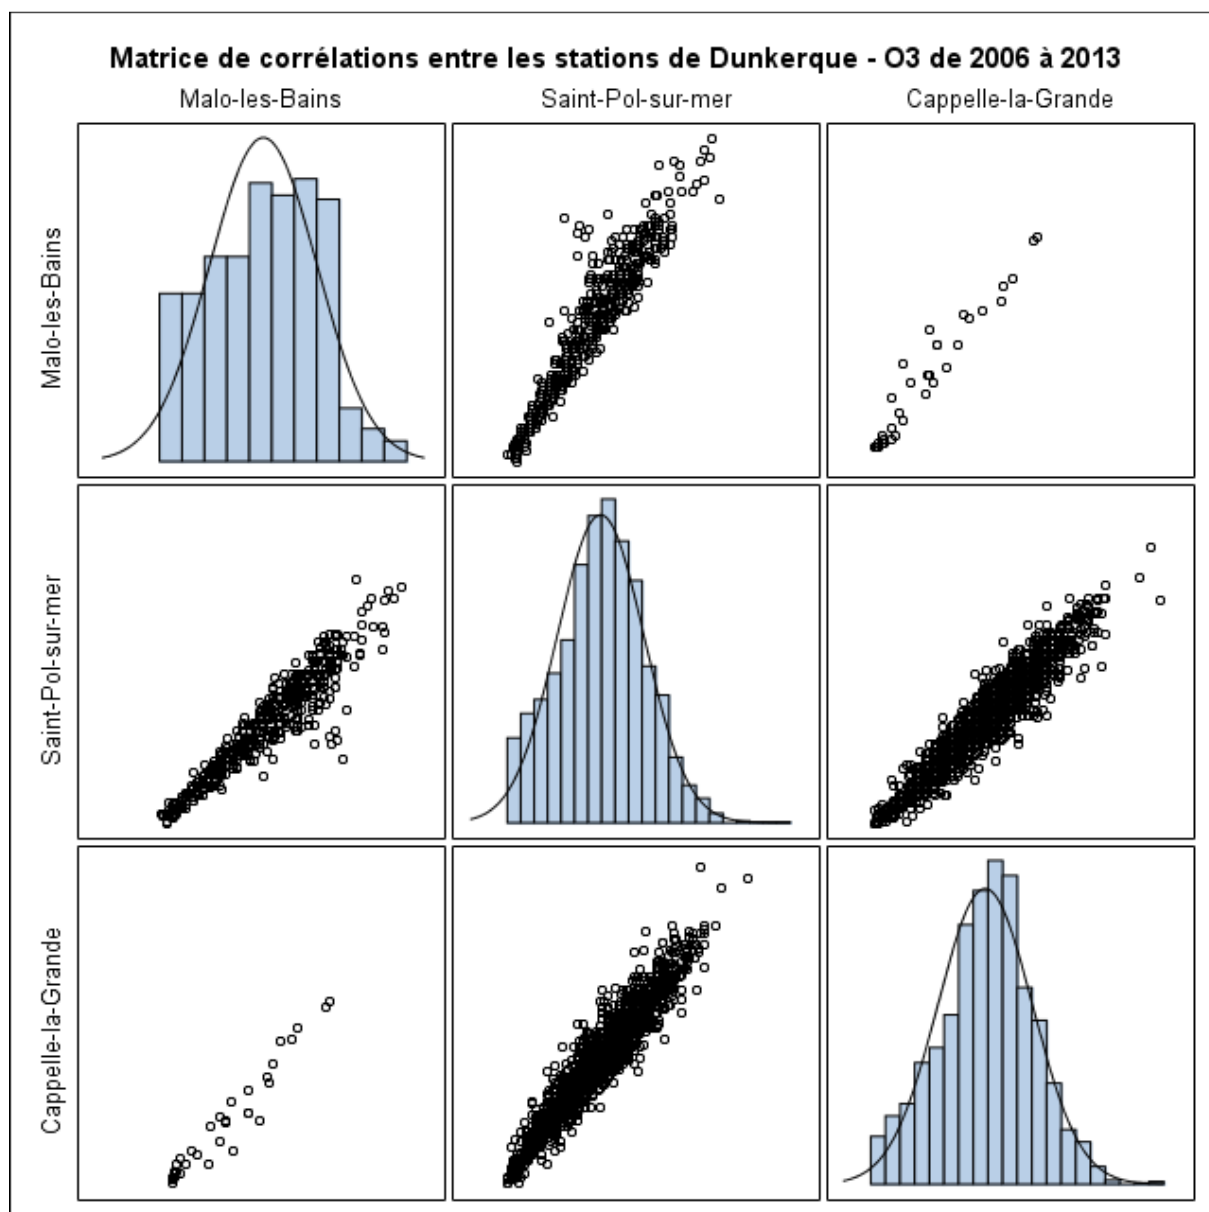 Matrice de corrélations entre les stations de Dunkerque - O3 de 2006 à 2013
Malo-les-Bains
Saint-Pol-sur-mer
Cappelle-la-Grande
Malo-les-Bains
Saint-Pol-sur-mer
Cappelle-la-Grande